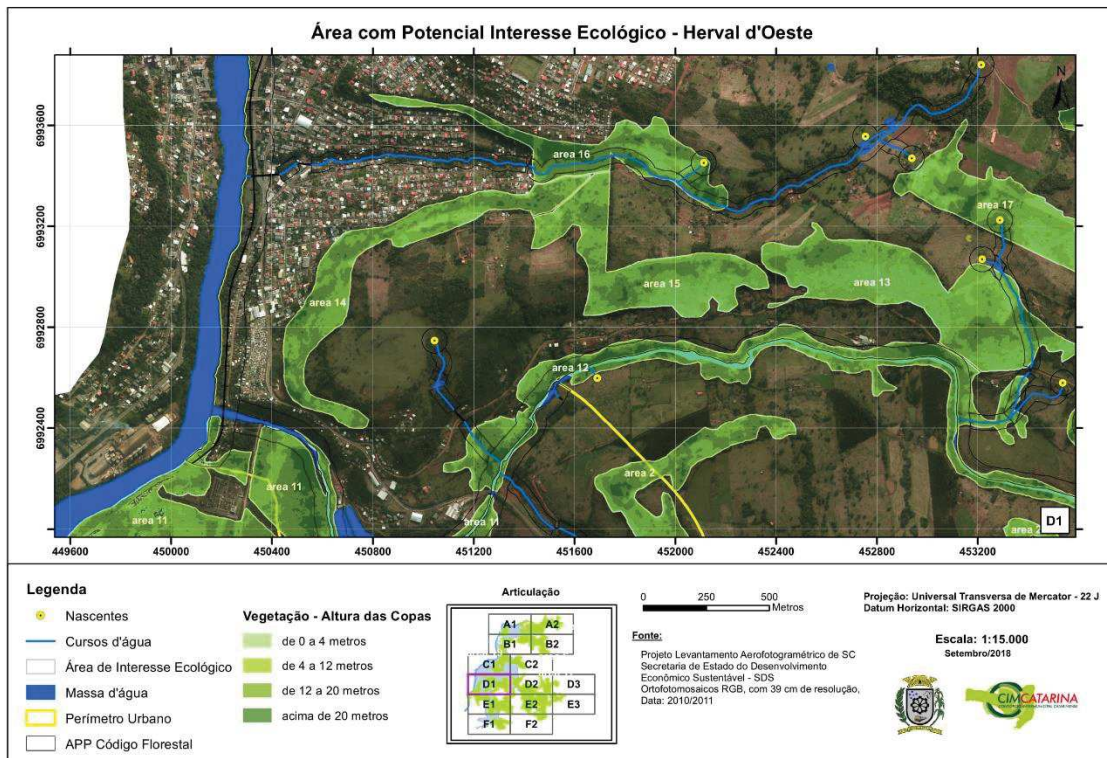 Área com Potencial Interesse Ecológico - Herval d'Oeste
N
6993600
6993200
6992800
6992400
area 16
area 17
area 14
area 15
area 13
area 12
area 2
area 11
area 11
area 11
D1
449600
450000
450400
450800
451200
451600
452000
452400
452800
453200
Legenda
Nascentes
Cursos d'água
Área de Interesse Ecológico
Massa d'água
Perímetro Urbano
APP Código Florestal
Vegetação - Altura das Copas
de 0 a 4 metros
de 4 a 12 metros
de 12 a 20 metros
acima de 20 metros
Articulação
A1 A2
B1 B2
C1 C2
D1 D2 D3
E1 E2 E3
F1 F2
0 250 500
Metros
Fonte:
Projeto Levantamento Aerofotogramétrico de SC
Secretaria de Estado do Desenvolvimento
Econômico Sustentável - SDS
Ortofotomosaicos RGB, com 39 cm de resolução,
Data: 2010/2011
Projeção: Universal Transversa de Mercator - 22 J
Datum Horizontal: SIRGAS 2000
Escala: 1:15.000
Setembro/2018
CIMCATARINA